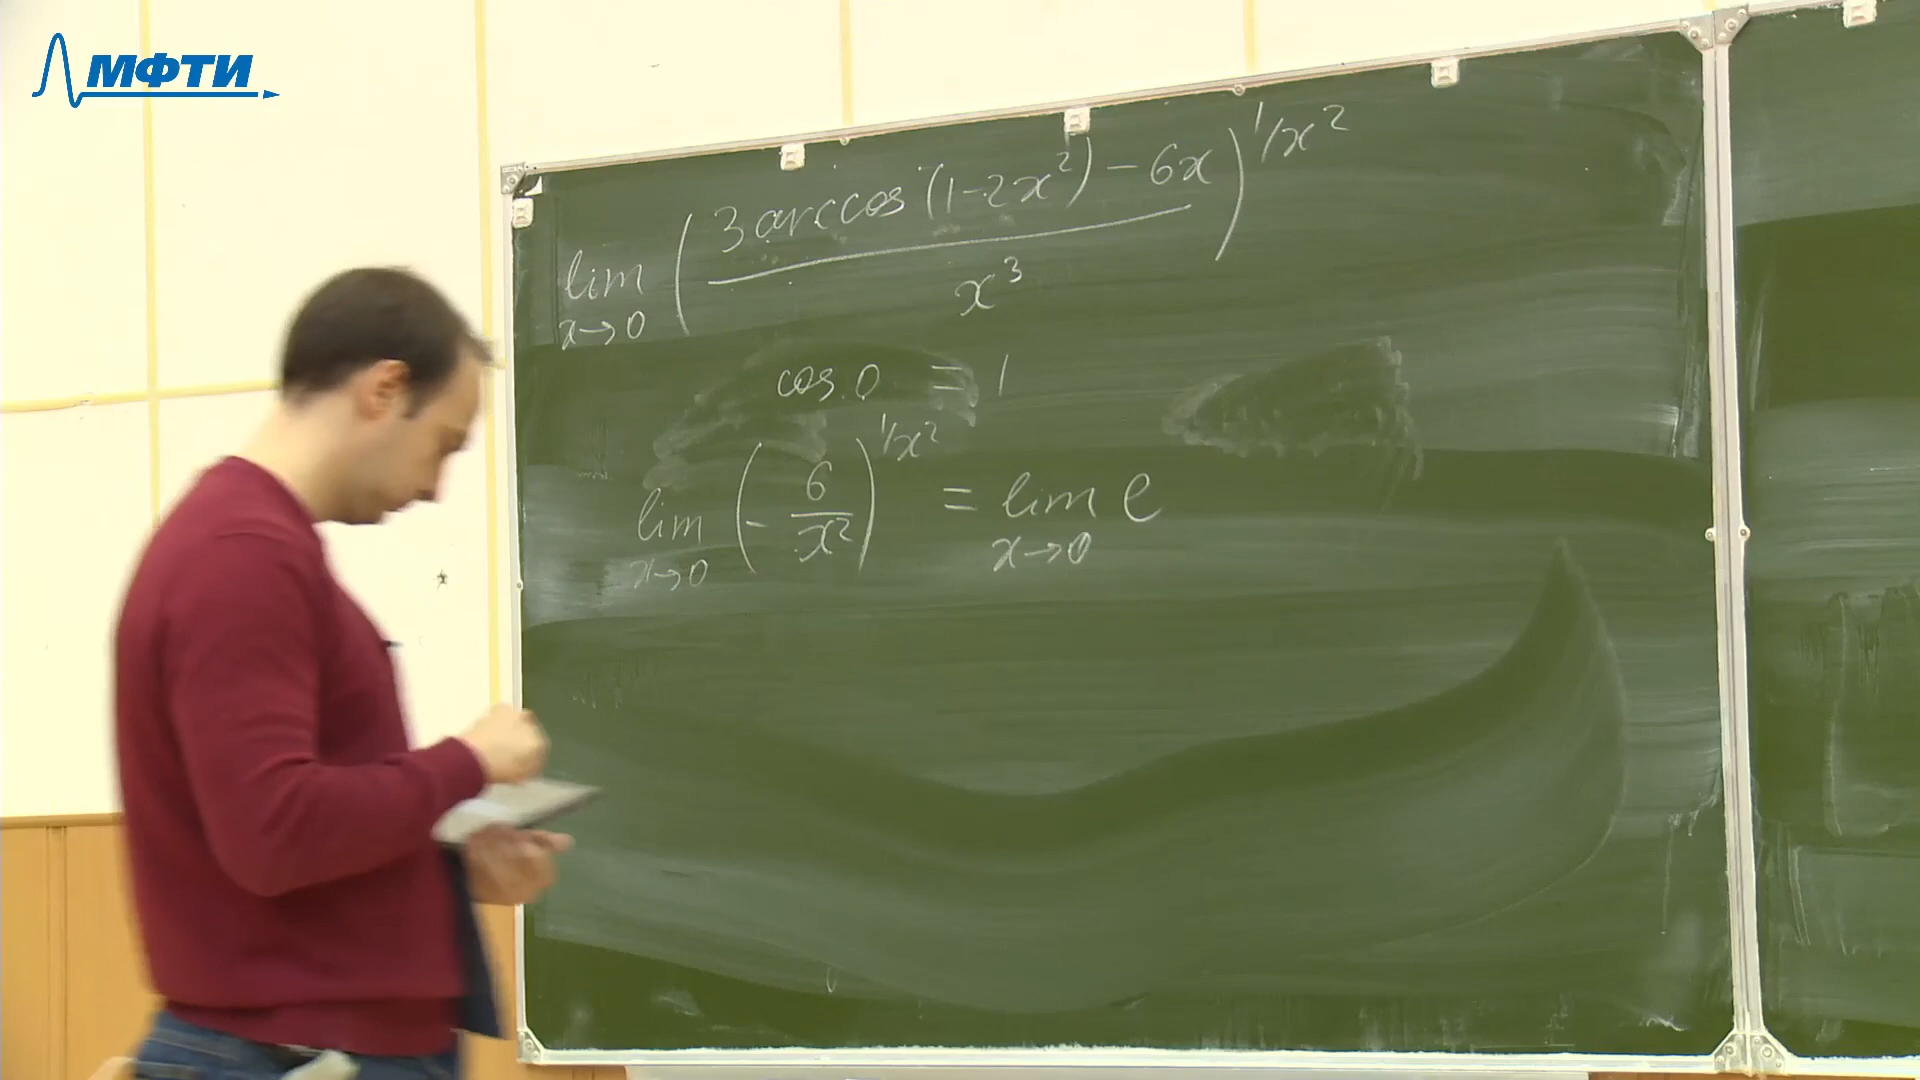 МФТИ
lim x→0 ( (3 arccos (1-2x²) - 6x) / x³ )^(1/x²)
cos 0 = 1
lim x→0 ( - 6/x² )^(1/x²) = lim x→0 e